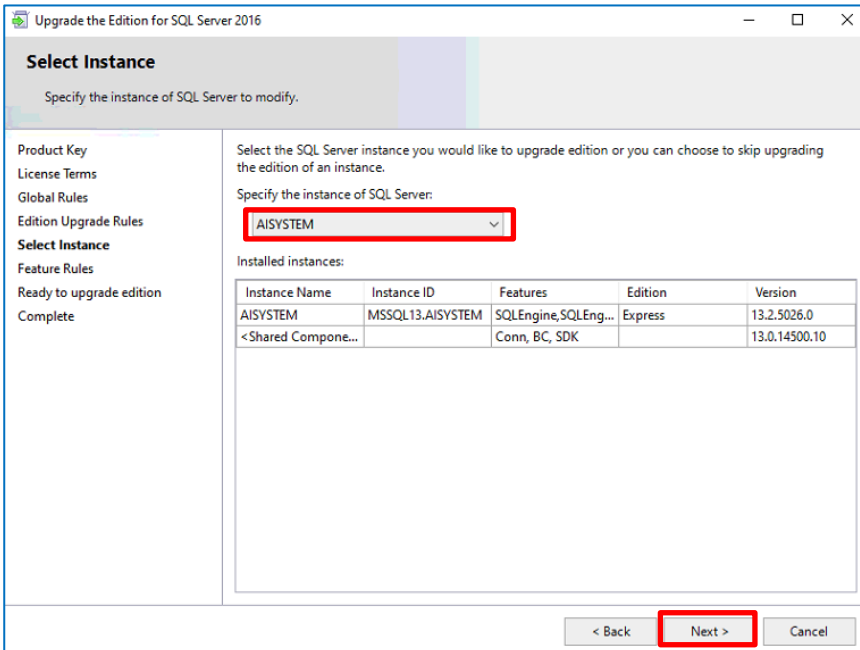 Upgrade the Edition for SQL Server 2016
Select Instance
Specify the instance of SQL Server to modify.
Product Key
License Terms
Global Rules
Edition Upgrade Rules
Select Instance
Feature Rules
Ready to upgrade edition
Complete
Select the SQL Server instance you would like to upgrade edition or you can choose to skip upgrading
the edition of an instance.
Specify the instance of SQL Server:
AISYSTEM
Installed instances:
Instance Name Instance ID Features Edition Version
AISYSTEM MSSQL13.AISYSTEM SQLEngine,SQLEng... Express 13.2.5026.0
<Shared Compone... Conn, BC, SDK 13.0.14500.10
< Back Next > Cancel